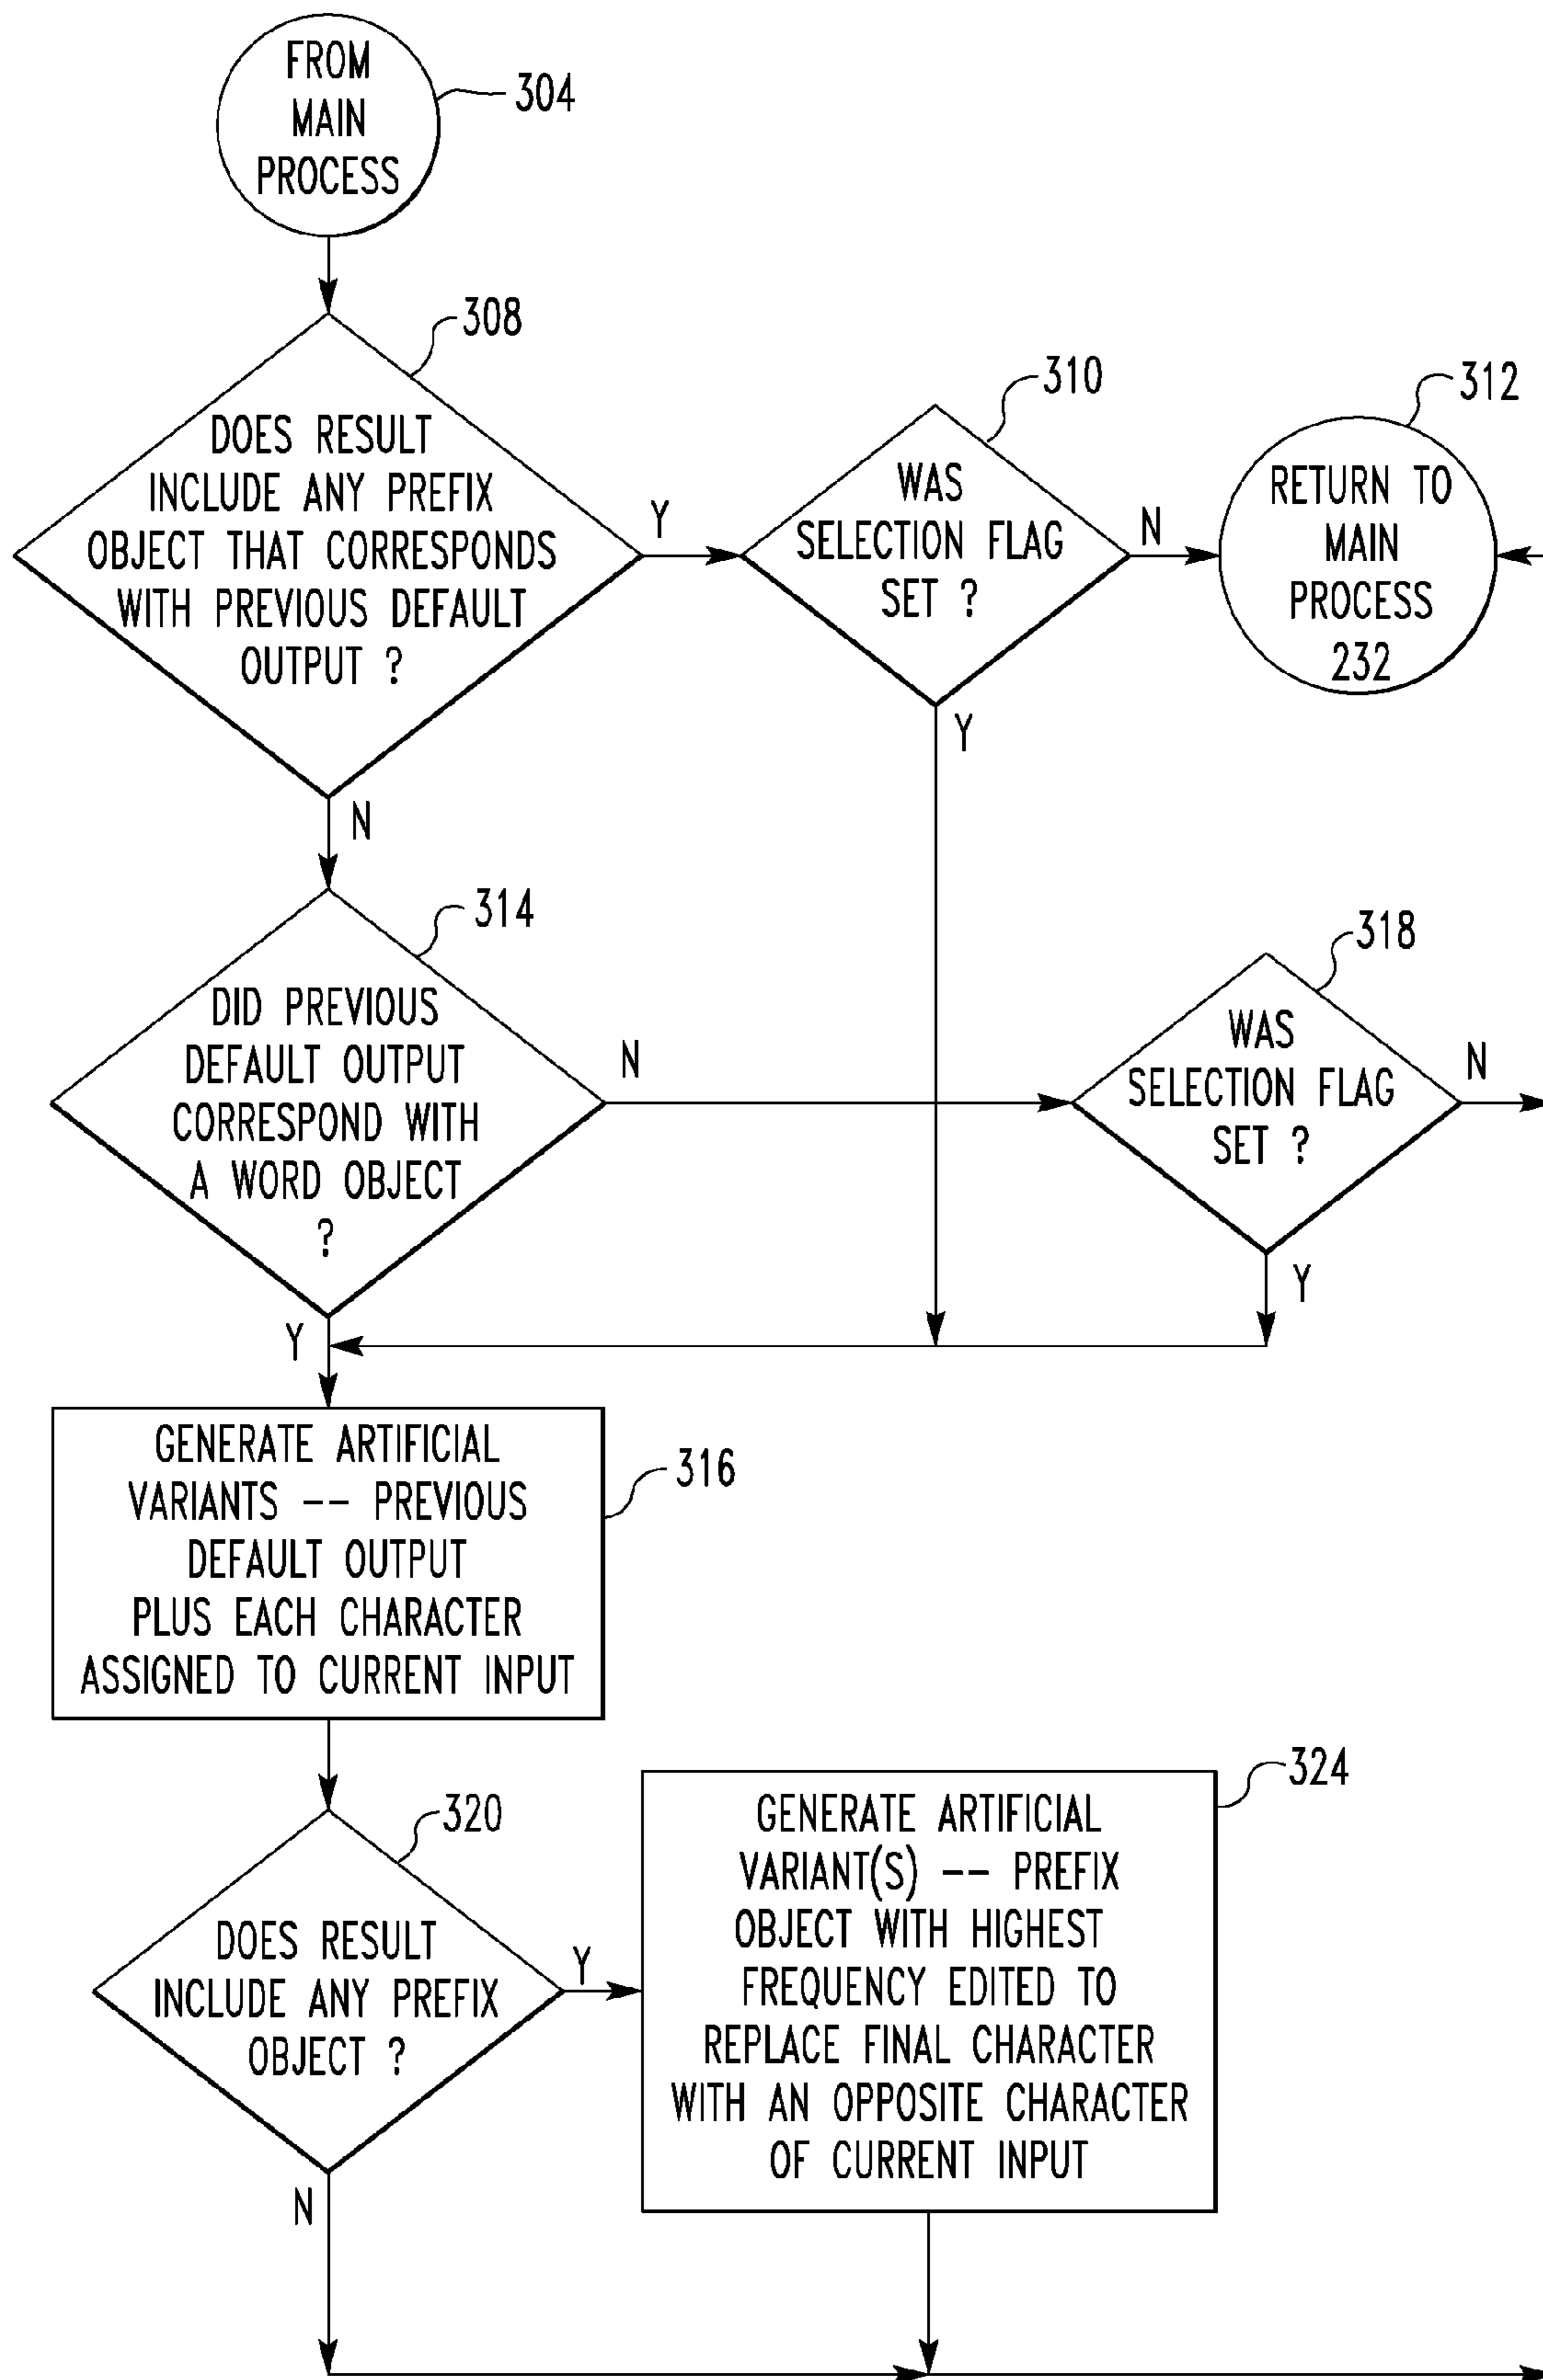 FROM
MAIN
PROCESS
304
308
DOES RESULT
INCLUDE ANY PREFIX
OBJECT THAT CORRESPONDS
WITH PREVIOUS DEFAULT
OUTPUT ?
Y
N
310
WAS
SELECTION FLAG
SET ?
N
Y
312
RETURN TO
MAIN
PROCESS
232
314
DID PREVIOUS
DEFAULT OUTPUT
CORRESPOND WITH
A WORD OBJECT
?
N
Y
318
WAS
SELECTION FLAG
SET ?
N
Y
GENERATE ARTIFICIAL
VARIANTS -- PREVIOUS
DEFAULT OUTPUT
PLUS EACH CHARACTER
ASSIGNED TO CURRENT INPUT
316
320
DOES RESULT
INCLUDE ANY PREFIX
OBJECT ?
Y
N
324
GENERATE ARTIFICIAL
VARIANT(S) -- PREFIX
OBJECT WITH HIGHEST
FREQUENCY EDITED TO
REPLACE FINAL CHARACTER
WITH AN OPPOSITE CHARACTER
OF CURRENT INPUT